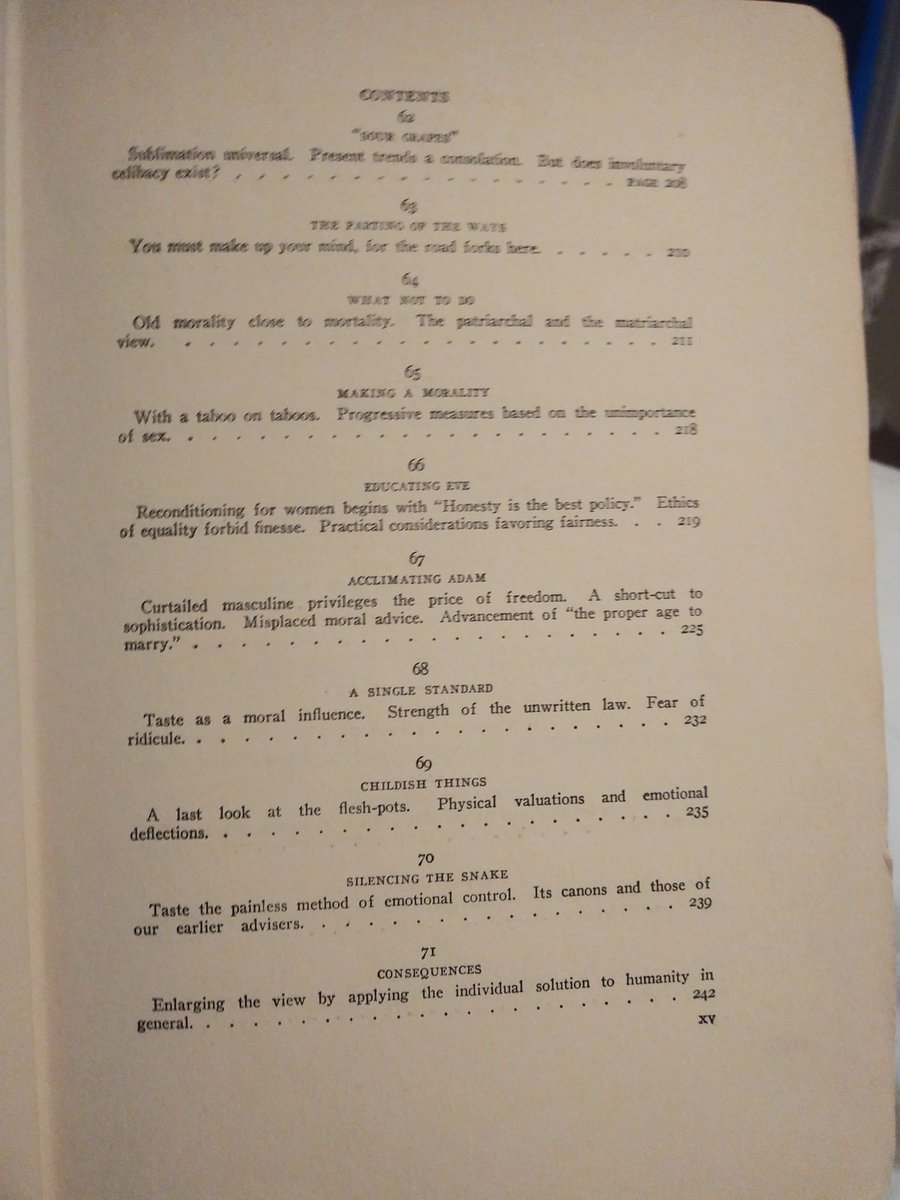 CONTENTS
62
"SOUR GRAPES"
Sublimation universal. Present trends a consolation. But does involuntary
celibacy exist? . . . . . . . . . . . . . . . . . PAGE 208
63
THE PARTING OF THE WAYS
You must make up your mind, for the road forks here. . . . . . 210
64
WHAT NOT TO DO
Old morality close to mortality. The patriarchal and the matriarchal
view. . . . . . . . . . . . . . . . . . . . . . 211
65
MAKING A MORALITY
With a taboo on taboos. Progressive measures based on the unimportance
of sex. . . . . . . . . . . . . . . . . . . . . 218
66
EDUCATING EVE
Reconditioning for women begins with "Honesty is the best policy." Ethics
of equality forbid finesse. Practical considerations favoring fairness. . . 219
67
ACCLIMATING ADAM
Curtailed masculine privileges the price of freedom. A short-cut to
sophistication. Misplaced moral advice. Advancement of "the proper age to
marry." . . . . . . . . . . . . . . . . . . . . 225
68
A SINGLE STANDARD
Taste as a moral influence. Strength of the unwritten law. Fear of
ridicule. . . . . . . . . . . . . . . . . . . . 232
69
CHILDISH THINGS
A last look at the flesh-pots. Physical valuations and emotional
deflections. . . . . . . . . . . . . . . . . . . 235
70
SILENCING THE SNAKE
Taste the painless method of emotional control. Its canons and those of
our earlier advisers. . . . . . . . . . . . . . . . 239
71
CONSEQUENCES
Enlarging the view by applying the individual solution to humanity in
general. . . . . . . . . . . . . . . . . . . . . 242
xv